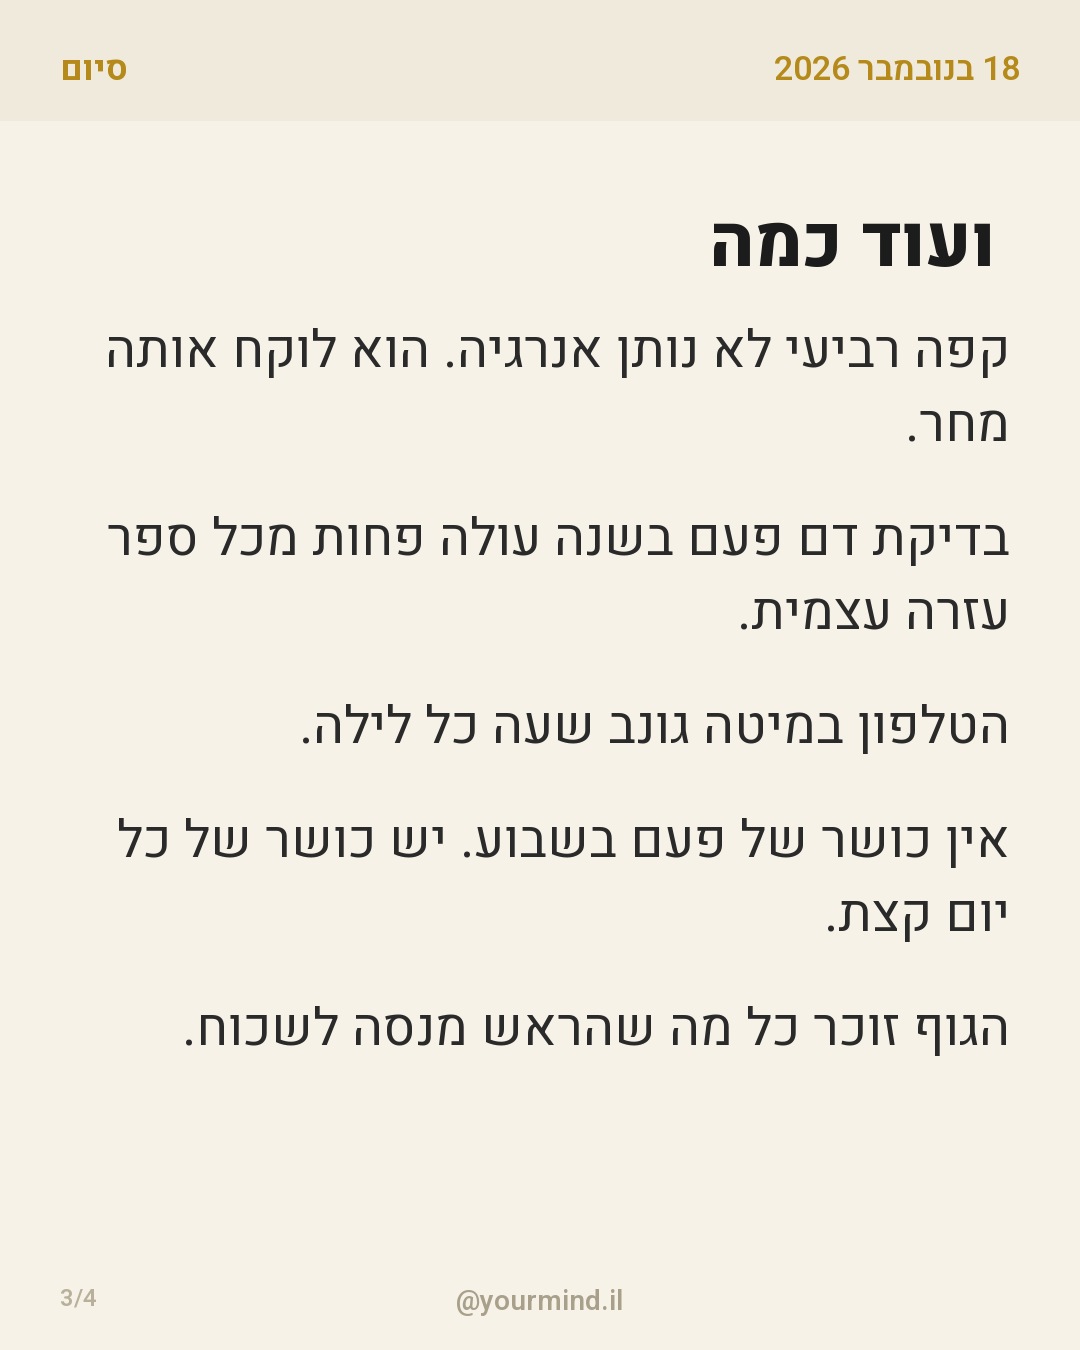 18 בנובמבר 2026
סיום
ועוד כמה
קפה רביעי לא נותן אנרגיה. הוא לוקח אותה
מחר.
בדיקת דם פעם בשנה עולה פחות מכל ספר
עזרה עצמית.
הטלפון במיטה גונב שעה כל לילה.
אין כושר של פעם בשבוע. יש כושר של כל
יום קצת.
הגוף זוכר כל מה שהראש מנסה לשכוח.
@yourmind.il
3/4